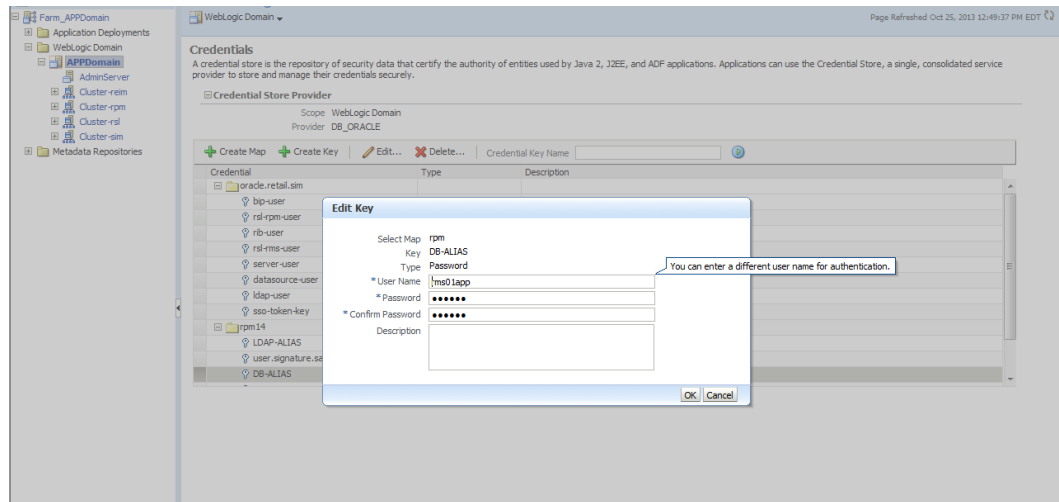 Farm_APPDomain
Application Deployments
WebLogic Domain
APPDomain
AdminServer
Cluster-reim
Cluster-rpm
Cluster-rsl
Cluster-sim
Metadata Repositories
WebLogic Domain
Page Refreshed Oct 25, 2013 12:49:37 PM EDT
Credentials
A credential store is the repository of security data that certify the authority of entities used by Java 2, J2EE, and ADF applications. Applications can use the Credential Store, a single, consolidated service
provider to store and manage their credentials securely.
Credential Store Provider
Scope WebLogic Domain
Provider DB_ORACLE
Create Map Create Key Edit... Delete... Credential Key Name
Credential Type Description
oracle.retail.sim
bip-user
rsl-rpm-user
rib-user
rsl-rms-user
server-user
datasource-user
ldap-user
sso-token-key
rpm14
LDAP-ALIAS
user.signature.sa
DB-ALIAS
Edit Key
Select Map rpm
Key DB-ALIAS
Type Password
* User Name rms01app
You can enter a different user name for authentication.
* Password ••••••
* Confirm Password ••••••
Description
OK Cancel